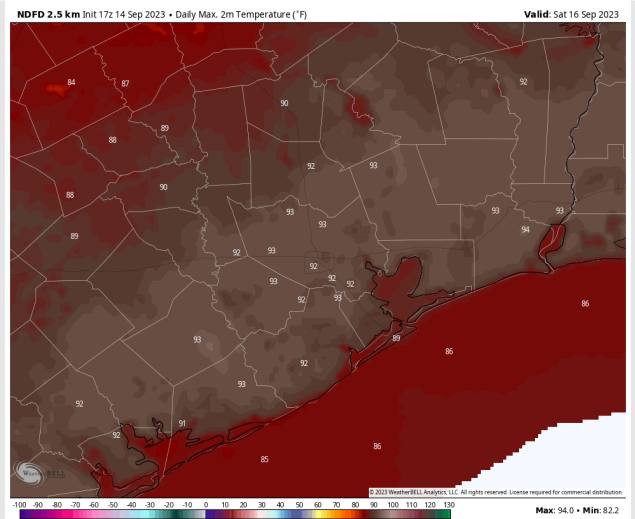 NDFD 2.5 km Init 17z 14 Sep 2023 • Daily Max. 2m Temperature (°F) Valid: Sat 16 Sep 2023
84 87 92
90
88 89
92 93
88 90
93 93 93
93 94
89
92 93
92
93 92 92
92 93
86
93 89 86
92
93
92
91
92
86
85
WeatherBELL
© 2023 WeatherBELL Analytics, LLC. All rights reserved. License required for commercial distribution.
-100 -90 -80 -70 -60 -50 -40 -30 -20 -10 0 10 20 30 40 50 60 70 80 90 100 110 120 130
Max: 94.0 • Min: 82.2